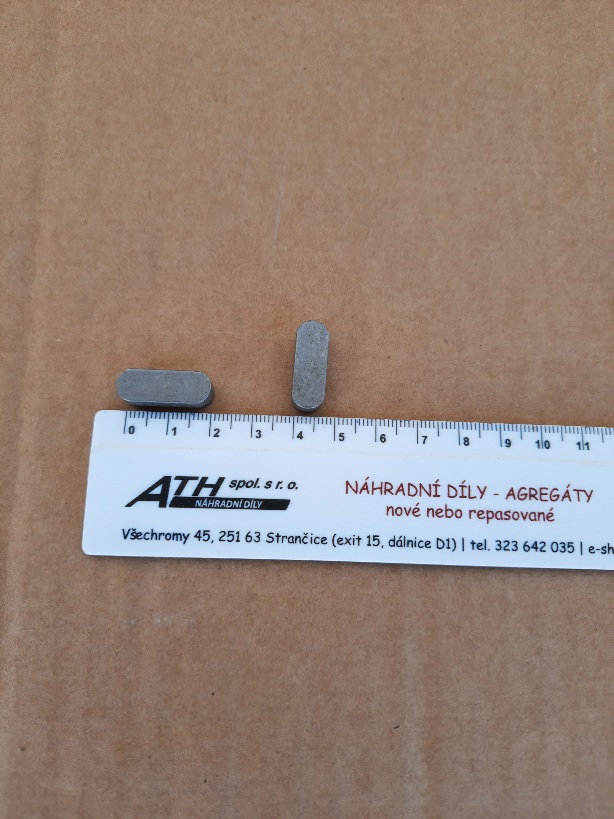 0 1 2 3 4 5 6 7 8 9 10 11
ATH spol. s r. o.
NÁHRADNÍ DÍLY
NÁHRADNÍ DÍLY - AGREGÁTY
nové nebo repasované
Všechromy 45, 251 63 Strančice (exit 15, dálnice D1) | tel. 323 642 035 | e-sh